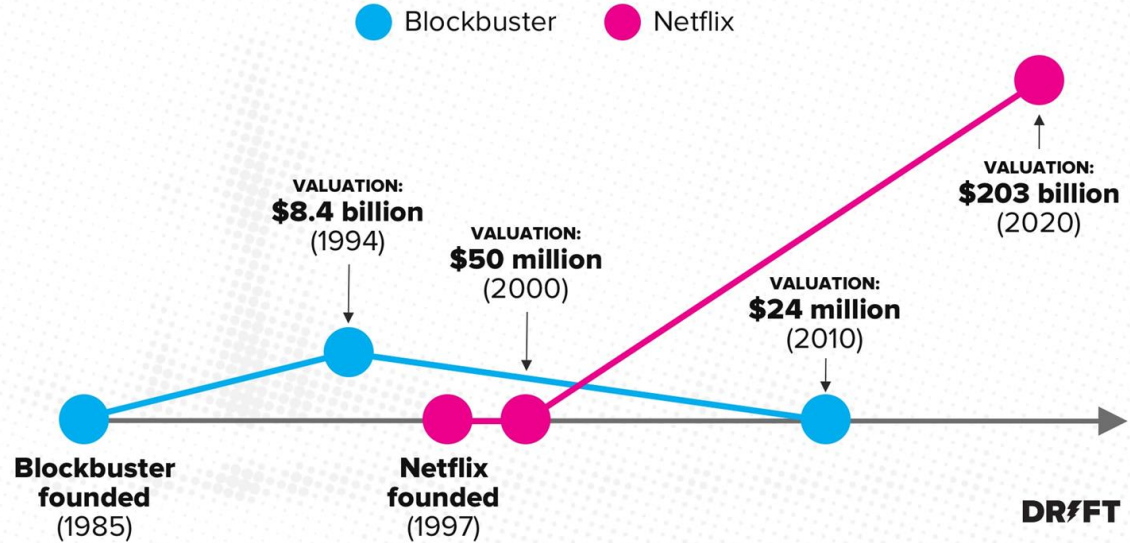 Blockbuster
Netflix
VALUATION:
$8.4 billion
(1994)
VALUATION:
$50 million
(2000)
VALUATION:
$24 million
(2010)
VALUATION:
$203 billion
(2020)
Blockbuster
founded
(1985)
Netflix
founded
(1997)
DRIFT